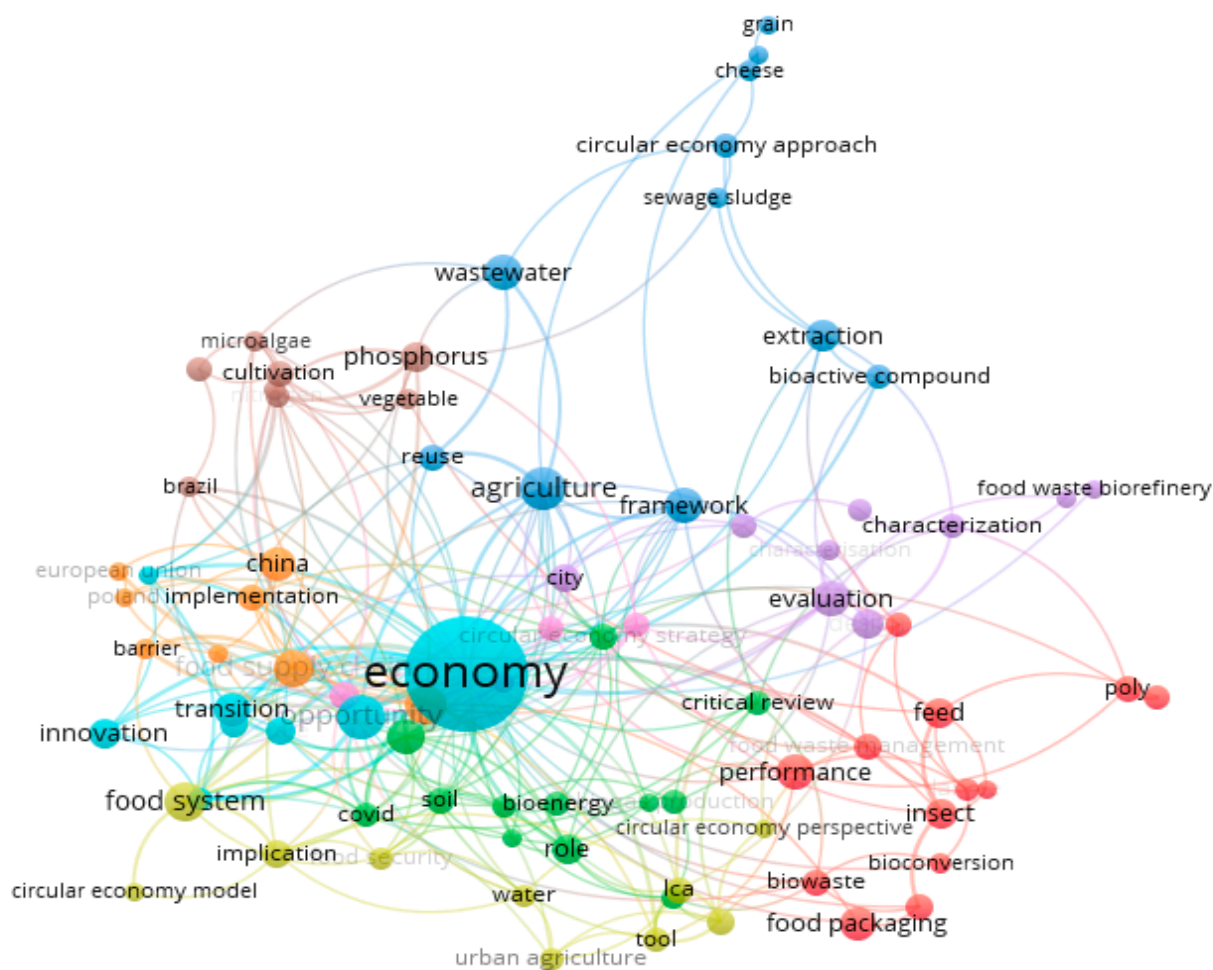 grain
cheese
circular economy approach
sewage sludge
wastewater
extraction
microalgae
phosphorus
cultivation
bioactive compound
vegetable
reuse
brazil
agriculture
framework
food waste biorefinery
characterization
characterisation
china
european union
city
poland
implementation
evaluation
circular economy strategy
barrier
economy
critical review
poly
transition
opportunity
feed
innovation
food waste management
performance
food system
covid
soil
bioenergy
production
circular economy perspective
insect
implication
food security
role
bioconversion
circular economy model
water
lca
biowaste
food packaging
tool
urban agriculture